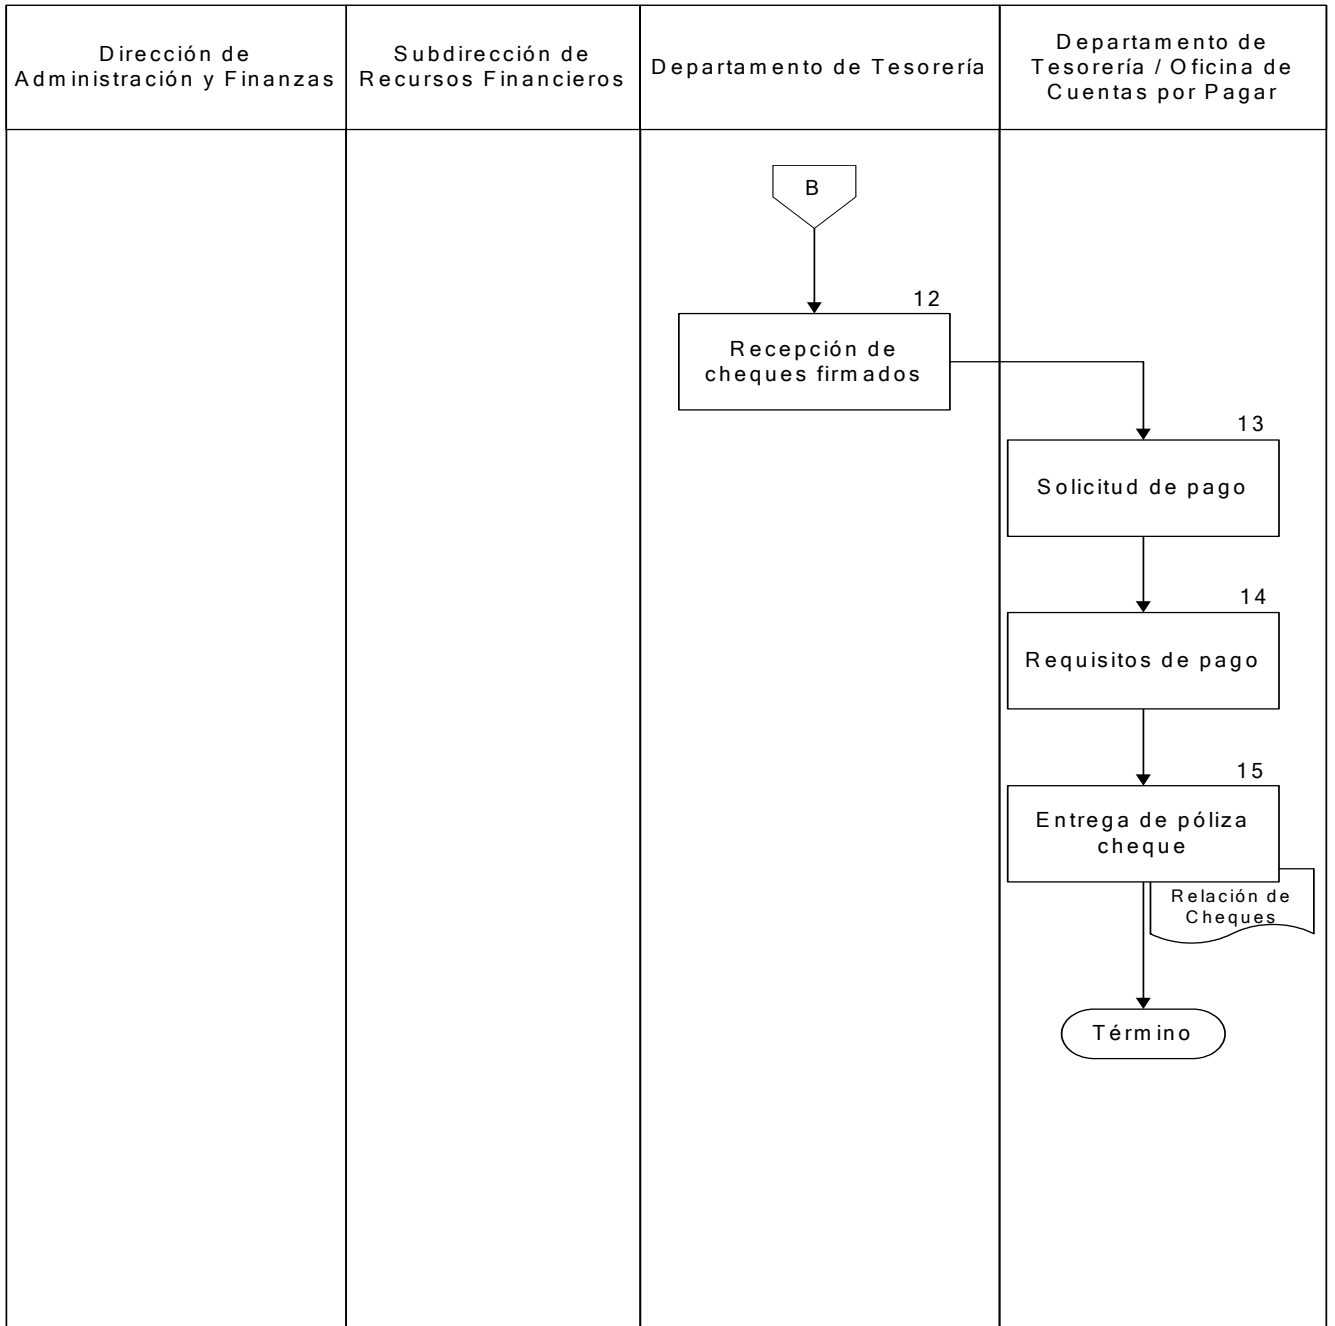 Dirección de
Administración y Finanzas
Subdirección de
Recursos Financieros
Departamento de Tesorería
Departamento de
Tesorería / Oficina de
Cuentas por Pagar
B
12
Recepción de
cheques firmados
13
Solicitud de pago
14
Requisitos de pago
15
Entrega de póliza
cheque
Relación de
Cheques
Término